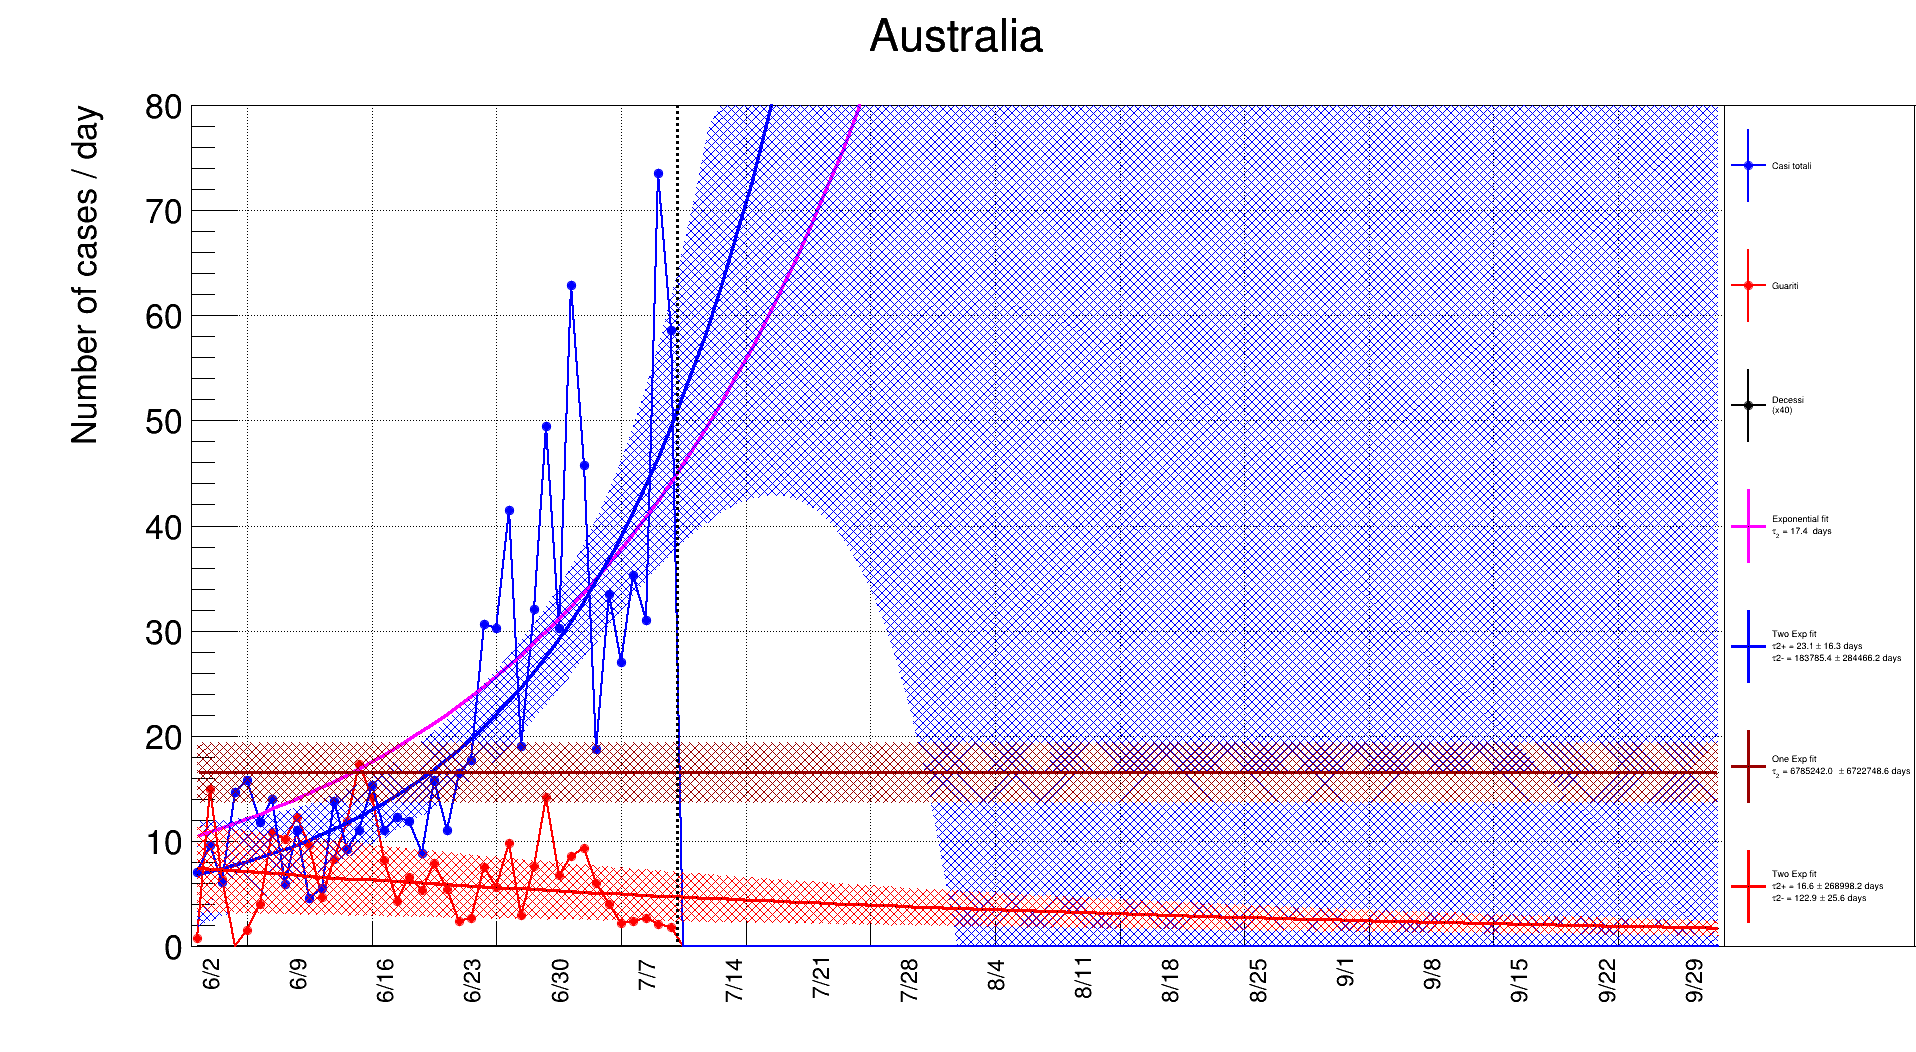 Australia
Number of cases / day
80
70
60
50
40
30
20
10
0
6/2
6/9
6/16
6/23
6/30
7/7
7/14
7/21
7/28
8/4
8/11
8/18
8/25
9/1
9/8
9/15
9/22
9/29
Casi totali
Guariti
Decessi
(x40)
Exponential fit
τ₂ = 17.4 days
Two Exp fit
τ2+ = 23.1 ± 16.3 days
τ2- = 183785.4 ± 284466.2 days
One Exp fit
τ₂ = 6785242.0 ± 6722748.6 days
Two Exp fit
τ2+ = 16.6 ± 268998.2 days
τ2- = 122.9 ± 25.6 days